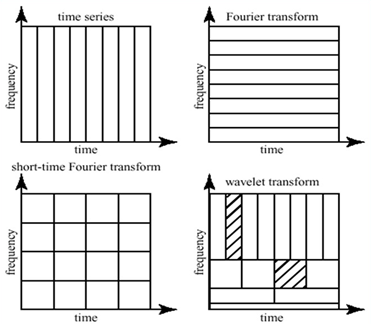 time series
frequency
time
Fourier transform
frequency
time
short-time Fourier transform
frequency
time
wavelet transform
frequency
time